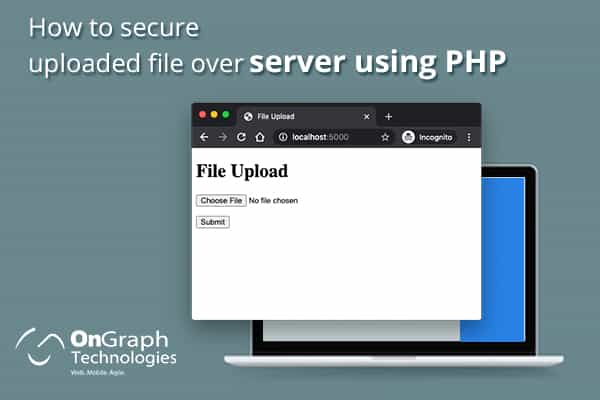 How to secure
uploaded file over server using PHP
File Upload
localhost:5000
Incognito
File Upload
Choose File No file chosen
Submit
OnGraph
Technologies
Web. Mobile. Agile.